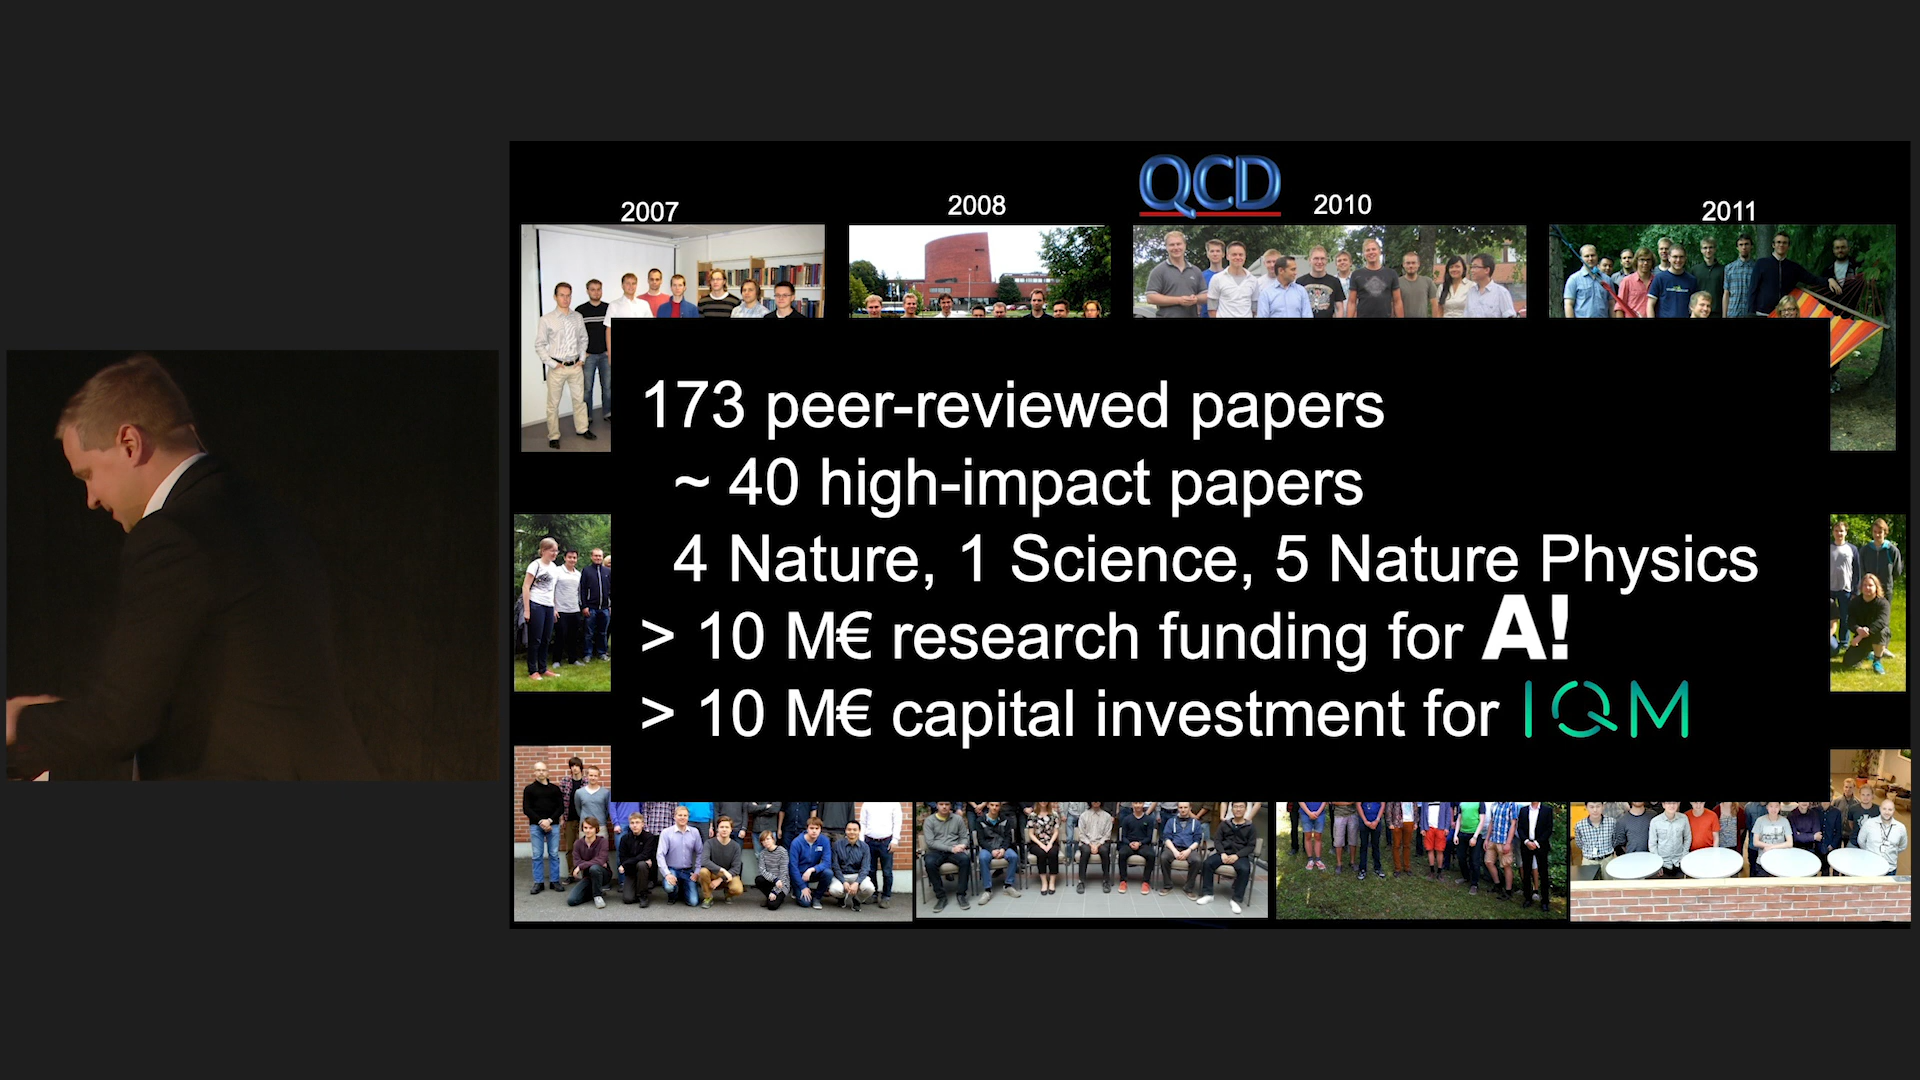 QCD
2007
2008
2010
2011
173 peer-reviewed papers
~ 40 high-impact papers
4 Nature, 1 Science, 5 Nature Physics
> 10 M€ research funding for A!
> 10 M€ capital investment for IQM